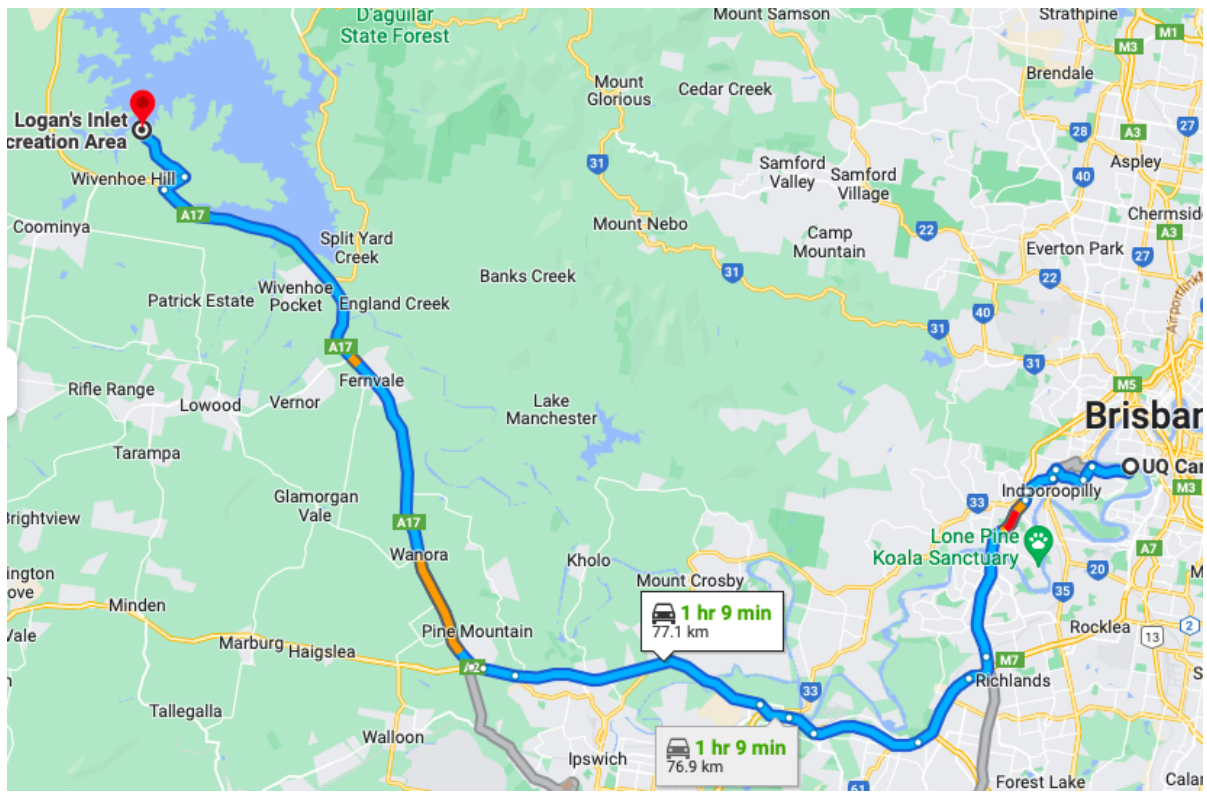 D'aguilar
State Forest
Mount Samson
Strathpine
M3
M1
Brendale
Mount
Glorious
Cedar Creek
Logan's Inlet
creation Area
28
A3
27
Aspley
31
40
Samford
Valley
Samford
Village
Wivenhoe Hill
A17
Coominya
Mount Nebo
Camp
Mountain
22
Chermside
A3
Split Yard
Creek
Everton Park
27
Banks Creek
31
22
Wivenhoe
Pocket
England Creek
Patrick Estate
40
31
Airportlink
A17
31
Fernvale
M5
Rifle Range
Lowood
Vernor
Lake
Manchester
Brisbar
Tarampa
UQ Car
Indooroopilly
M3
Glamorgan
Vale
33
Brightview
A17
Lone Pine
Koala Sanctuary
A7
Wanora
Kholo
ington
ove
Mount Crosby
20
M
Minden
35
1 hr 9 min
77.1 km
Rocklea
13
2
Vale
Marburg
Haigslea
Pine Mountain
M7
S
Richlands
33
Tallegalla
Walloon
1 hr 9 min
76.9 km
Ipswich
61
Forest Lake
Calar